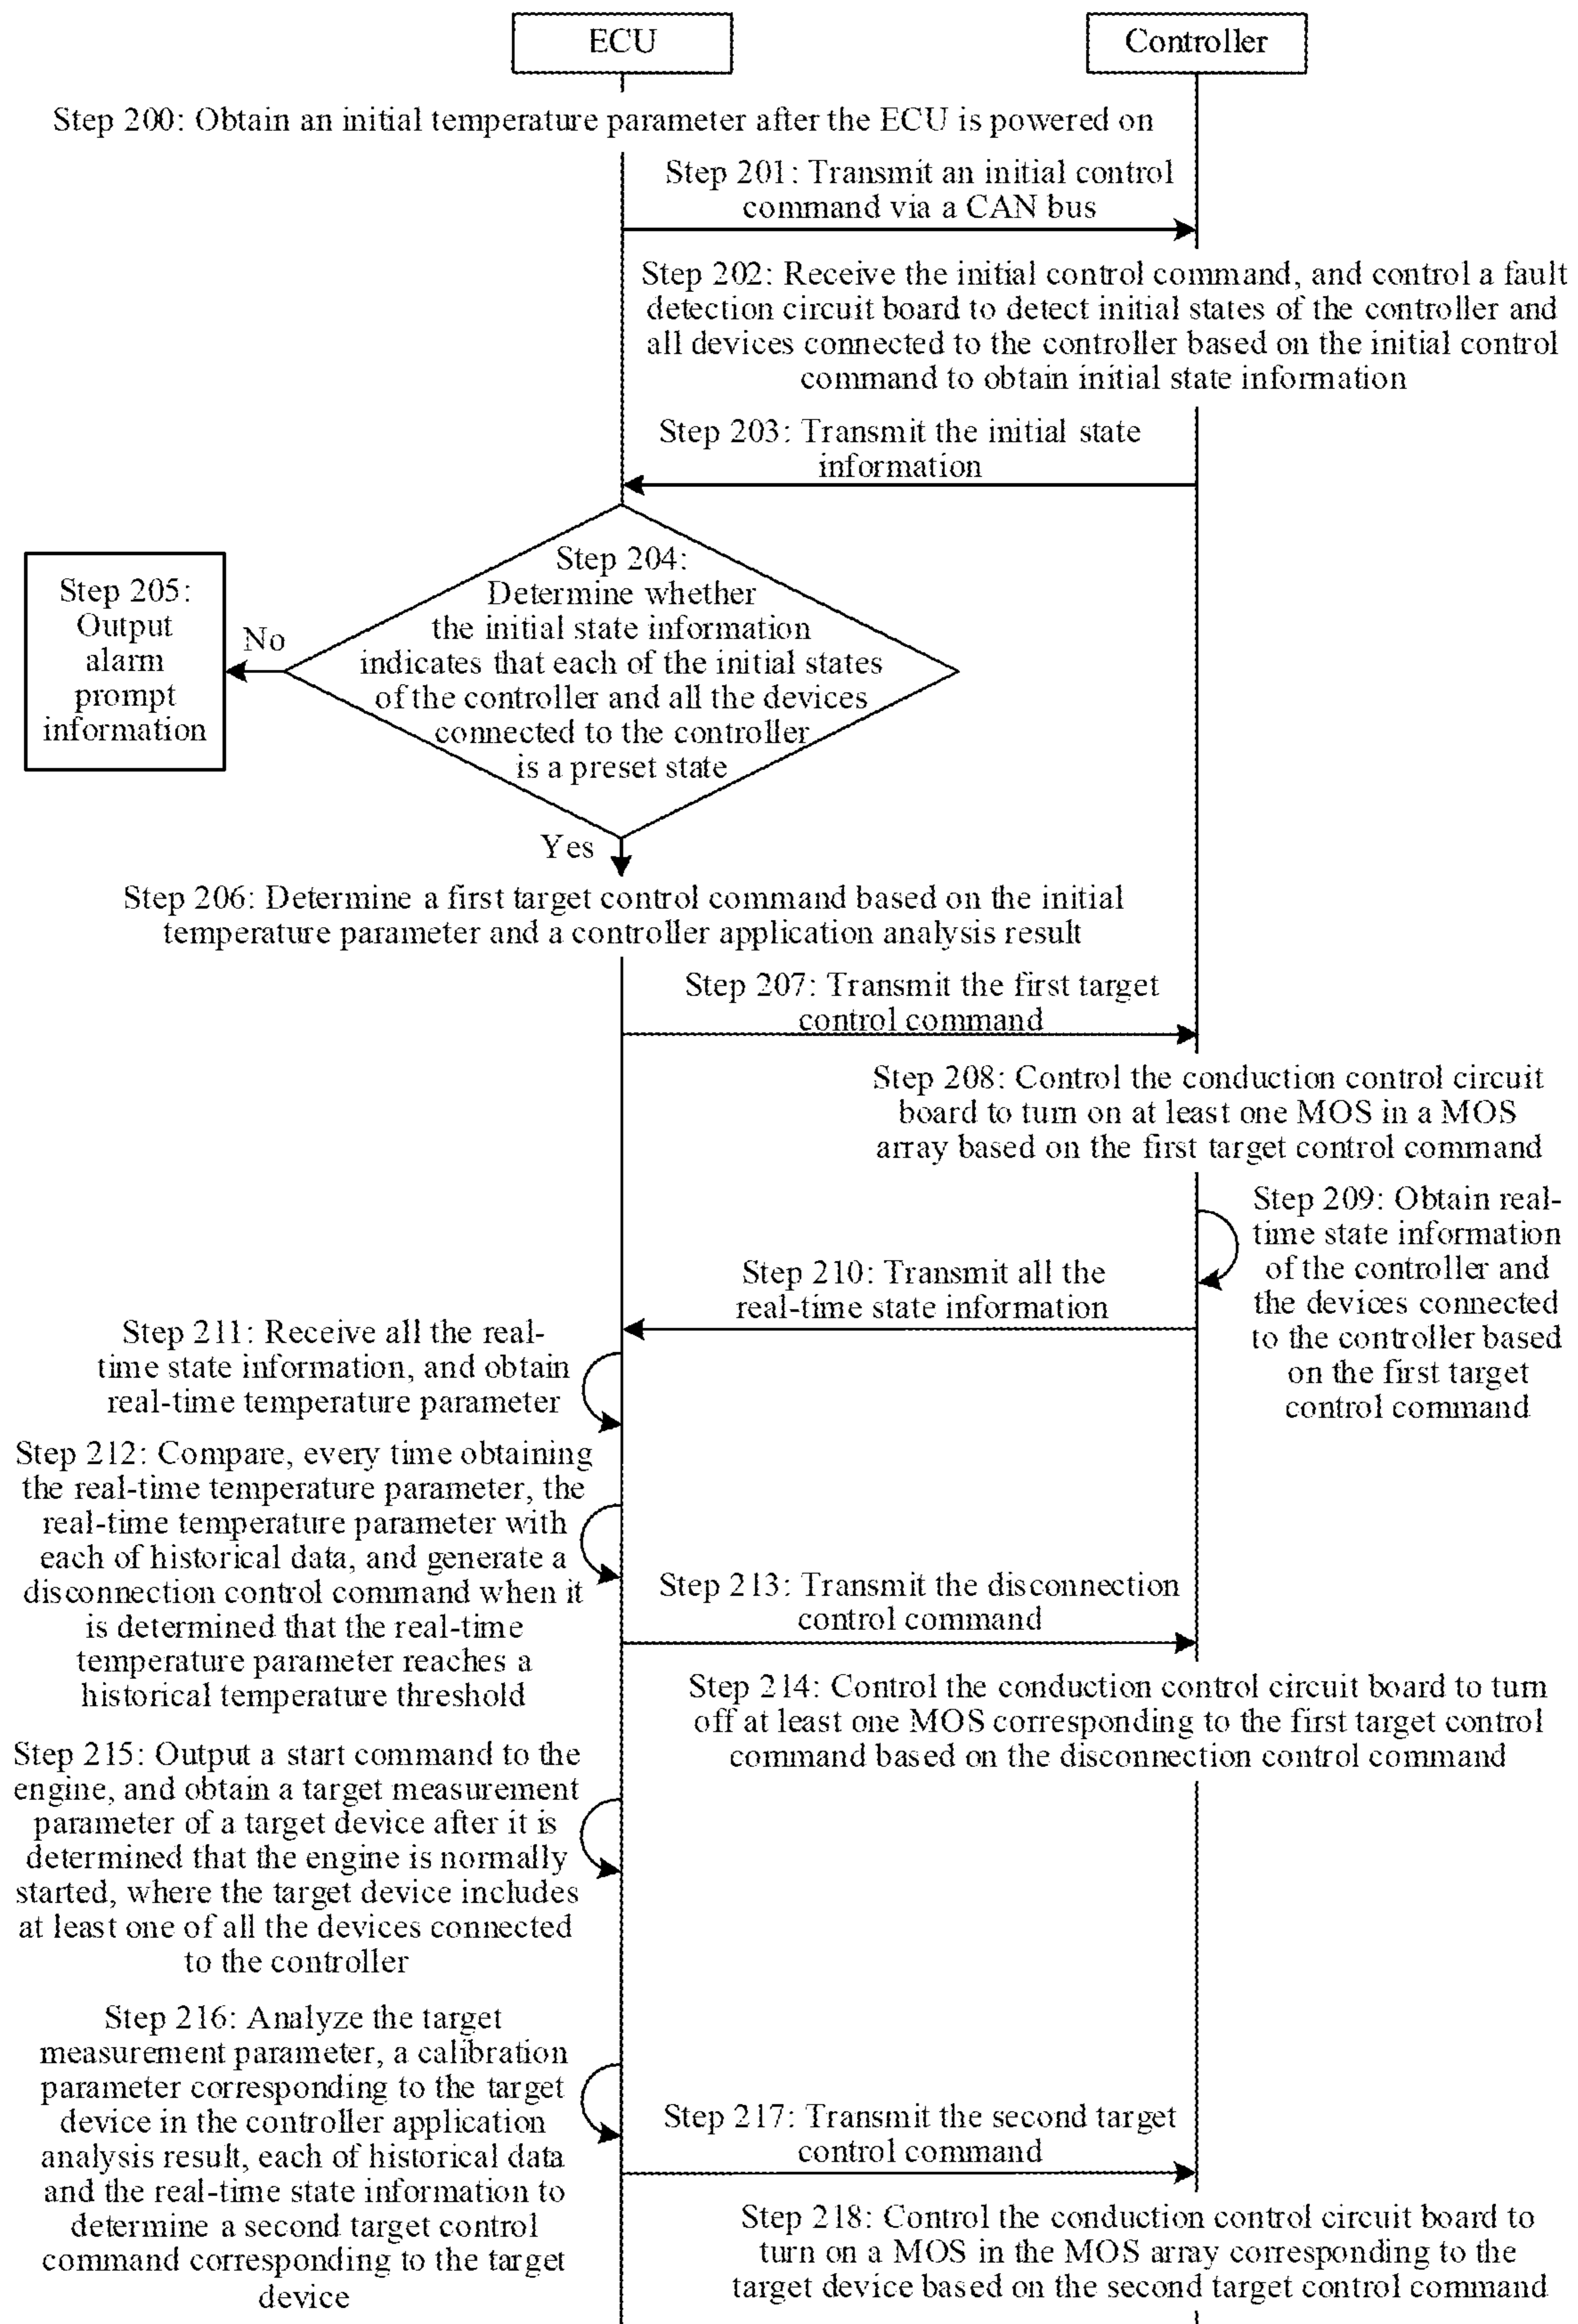 ECU
Controller
Step 200: Obtain an initial temperature parameter after the ECU is powered on
Step 201: Transmit an initial control
command via a CAN bus
Step 202: Receive the initial control command, and control a fault
detection circuit board to detect initial states of the controller and
all devices connected to the controller based on the initial control
command to obtain initial state information
Step 203: Transmit the initial state
information
Step 204:
Determine whether
the initial state information
indicates that each of the initial states
of the controller and all the devices
connected to the controller
is a preset state
No
Step 205:
Output
alarm
prompt
information
Yes
Step 206: Determine a first target control command based on the initial
temperature parameter and a controller application analysis result
Step 207: Transmit the first target
control command
Step 208: Control the conduction control circuit
board to turn on at least one MOS in a MOS
array based on the first target control command
Step 209: Obtain real-
time state information
of the controller and
the devices connected
to the controller based
on the first target
control command
Step 210: Transmit all the
real-time state information
Step 211: Receive all the real-
time state information, and obtain
real-time temperature parameter
Step 212: Compare, every time obtaining
the real-time temperature parameter, the
real-time temperature parameter with
each of historical data, and generate a
disconnection control command when it
is determined that the real-time
temperature parameter reaches a
historical temperature threshold
Step 213: Transmit the disconnection
control command
Step 214: Control the conduction control circuit board to turn
off at least one MOS corresponding to the first target control
command based on the disconnection control command
Step 215: Output a start command to the
engine, and obtain a target measurement
parameter of a target device after it is
determined that the engine is normally
started, where the target device includes
at least one of all the devices connected
to the controller
Step 216: Analyze the target
measurement parameter, a calibration
parameter corresponding to the target
device in the controller application
analysis result, each of historical data
and the real-time state information to
determine a second target control
command corresponding to the target
device
Step 217: Transmit the second target
control command
Step 218: Control the conduction control circuit board to
turn on a MOS in the MOS array corresponding to the
target device based on the second target control command